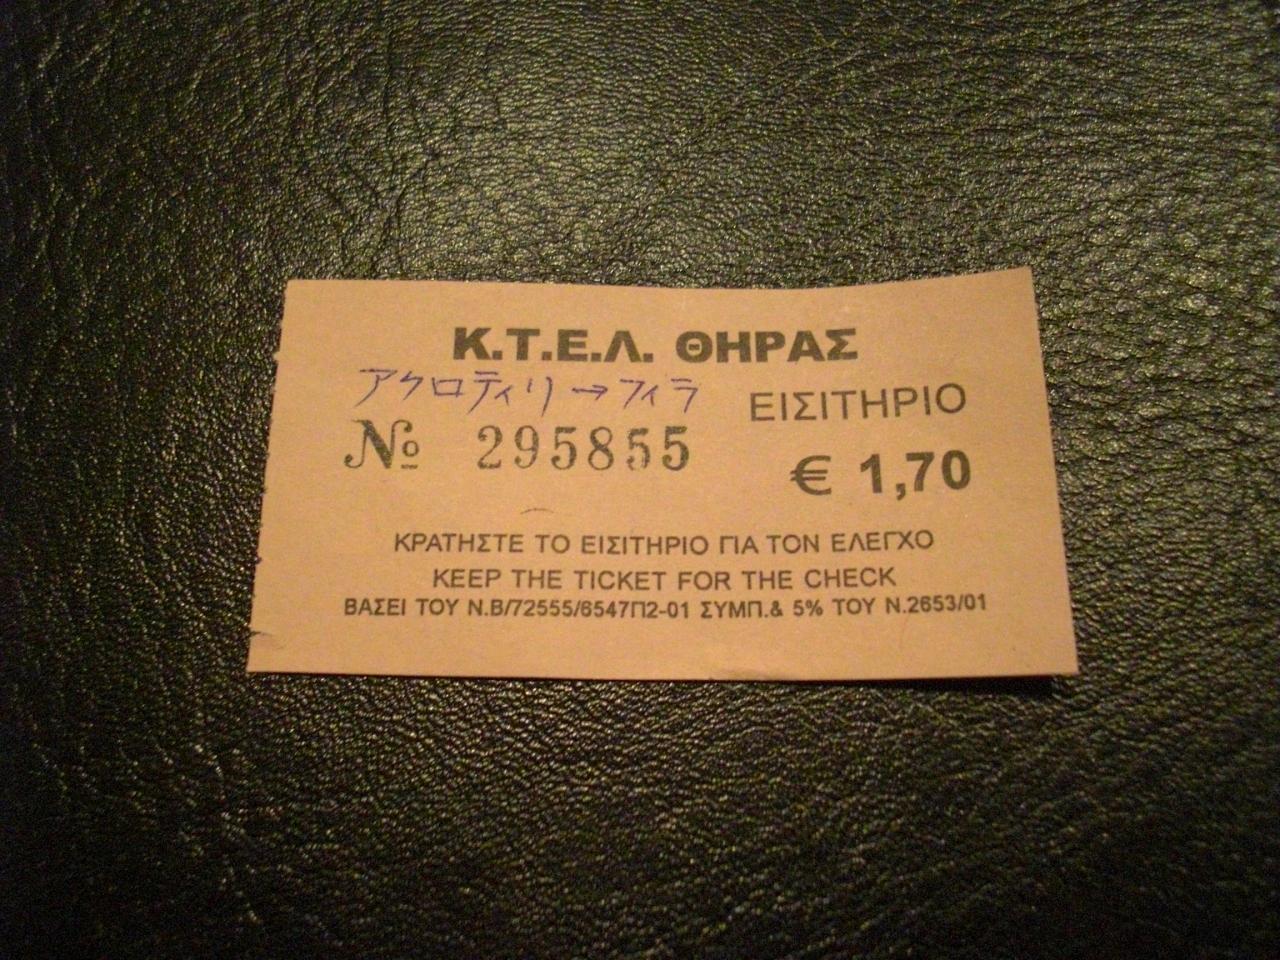 Κ.Τ.Ε.Λ. ΘΗΡΑΣ
アクロティリ→フィラ
ΕΙΣΙΤΗΡΙΟ
№ 295855
€ 1,70
ΚΡΑΤΗΣΤΕ ΤΟ ΕΙΣΙΤΗΡΙΟ ΓΙΑ ΤΟΝ ΕΛΕΓΧΟ
KEEP THE TICKET FOR THE CHECK
ΒΑΣΕΙ ΤΟΥ Ν.Β/72555/6547Π2-01 ΣΥΜΠ.& 5% ΤΟΥ Ν.2653/01